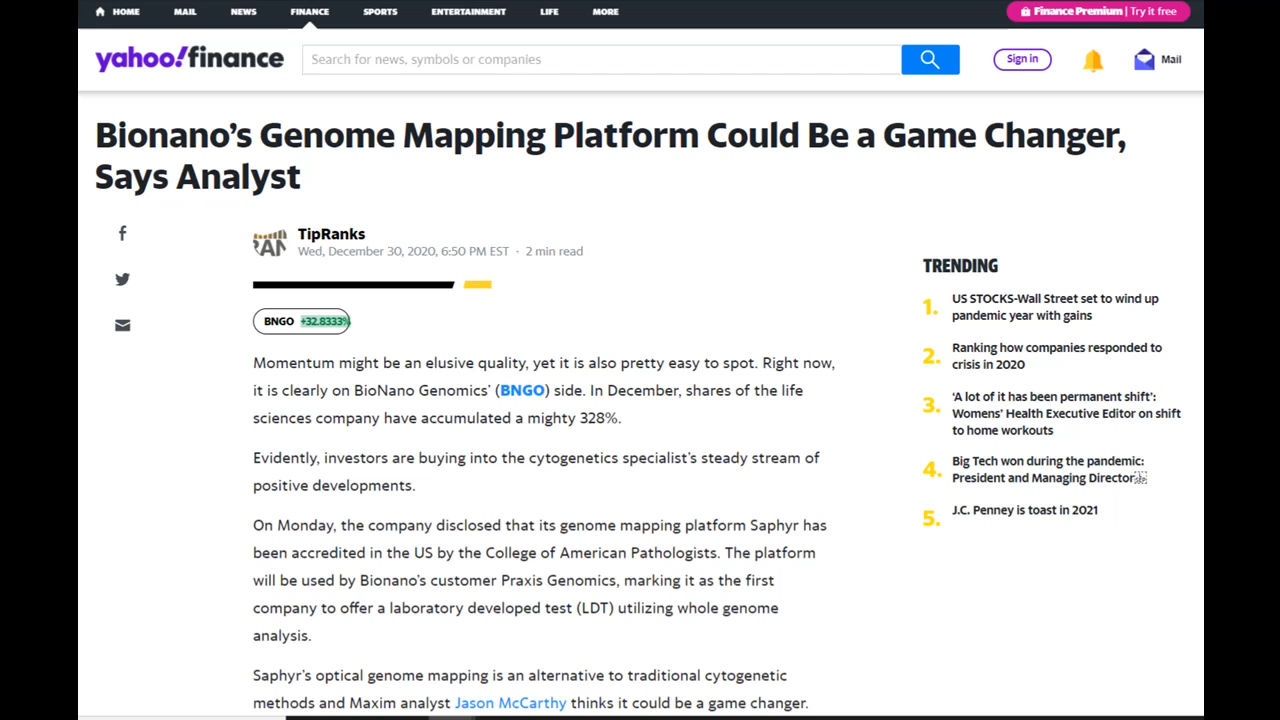 HOME MAIL NEWS FINANCE SPORTS ENTERTAINMENT LIFE MORE Finance Premium | Try it free
yahoo!finance Search for news, symbols or companies Sign in Mail
Bionano’s Genome Mapping Platform Could Be a Game Changer,
Says Analyst
TipRanks
Wed, December 30, 2020, 6:50 PM EST · 2 min read
BNGO +32.8333%
Momentum might be an elusive quality, yet it is also pretty easy to spot. Right now,
it is clearly on BioNano Genomics’ (BNGO) side. In December, shares of the life
sciences company have accumulated a mighty 328%.
Evidently, investors are buying into the cytogenetics specialist’s steady stream of
positive developments.
On Monday, the company disclosed that its genome mapping platform Saphyr has
been accredited in the US by the College of American Pathologists. The platform
will be used by Bionano’s customer Praxis Genomics, marking it as the first
company to offer a laboratory developed test (LDT) utilizing whole genome
analysis.
Saphyr’s optical genome mapping is an alternative to traditional cytogenetic
methods and Maxim analyst Jason McCarthy thinks it could be a game changer.
TRENDING
1. US STOCKS-Wall Street set to wind up
pandemic year with gains
2. Ranking how companies responded to
crisis in 2020
3. ‘A lot of it has been permanent shift’:
Womens’ Health Executive Editor on shift
to home workouts
4. Big Tech won during the pandemic:
President and Managing Director
5. J.C. Penney is toast in 2021